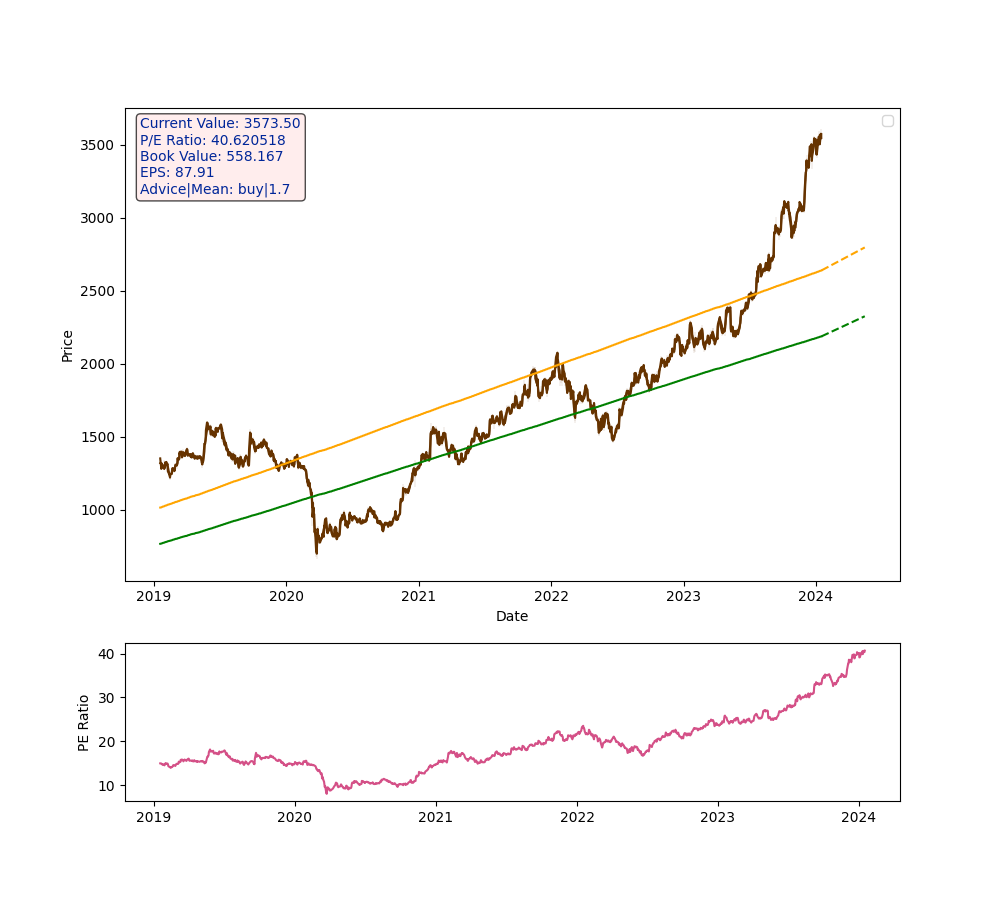 Current Value: 3573.50
P/E Ratio: 40.620518
Book Value: 558.167
EPS: 87.91
Advice|Mean: buy|1.7
3500
3000
2500
2000
1500
1000
Price
2019 2020 2021 2022 2023 2024
Date
40
30
20
10
PE Ratio
2019 2020 2021 2022 2023 2024